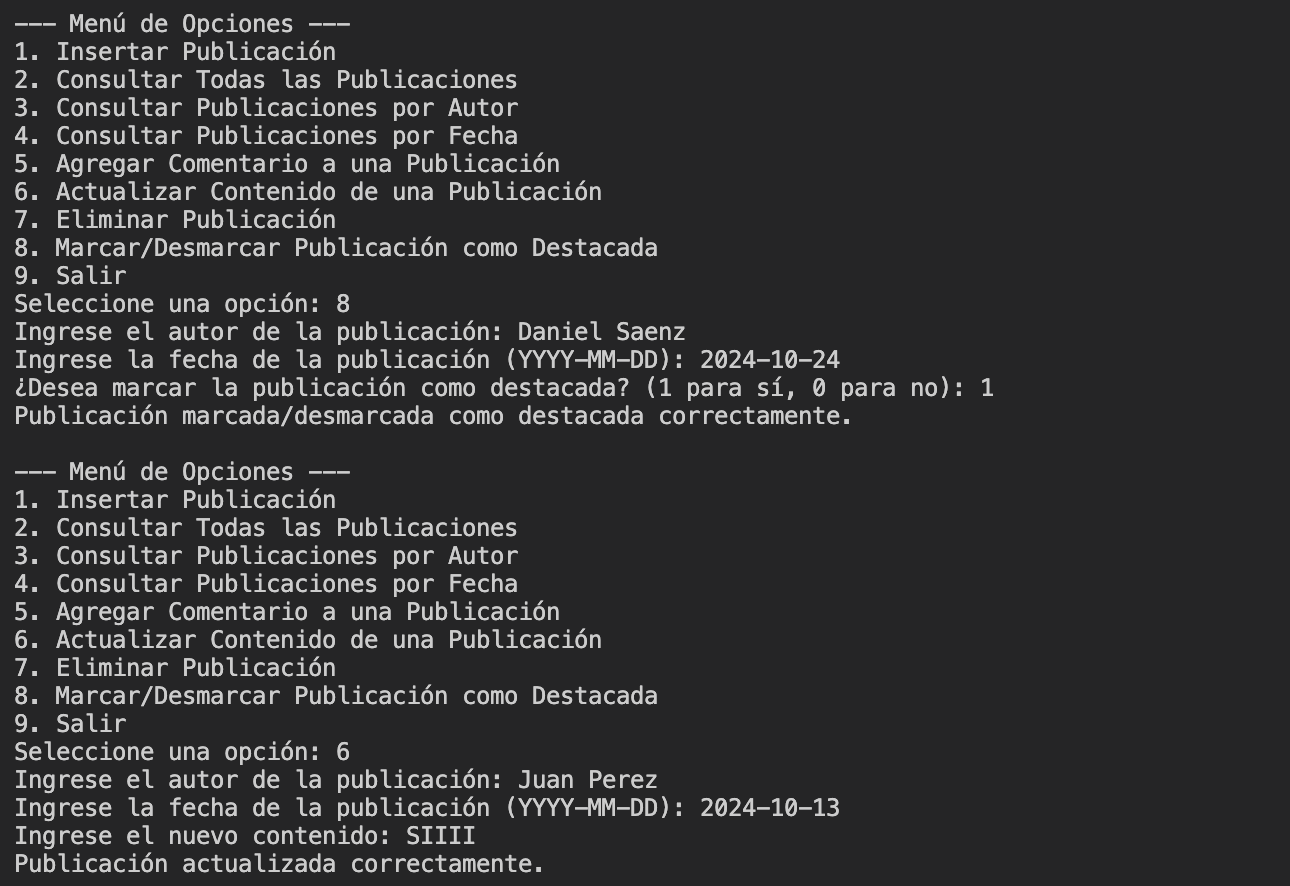 --- Menú de Opciones ---
1. Insertar Publicación
2. Consultar Todas las Publicaciones
3. Consultar Publicaciones por Autor
4. Consultar Publicaciones por Fecha
5. Agregar Comentario a una Publicación
6. Actualizar Contenido de una Publicación
7. Eliminar Publicación
8. Marcar/Desmarcar Publicación como Destacada
9. Salir
Seleccione una opción: 8
Ingrese el autor de la publicación: Daniel Saenz
Ingrese la fecha de la publicación (YYYY-MM-DD): 2024-10-24
¿Desea marcar la publicación como destacada? (1 para sí, 0 para no): 1
Publicación marcada/desmarcada como destacada correctamente.

--- Menú de Opciones ---
1. Insertar Publicación
2. Consultar Todas las Publicaciones
3. Consultar Publicaciones por Autor
4. Consultar Publicaciones por Fecha
5. Agregar Comentario a una Publicación
6. Actualizar Contenido de una Publicación
7. Eliminar Publicación
8. Marcar/Desmarcar Publicación como Destacada
9. Salir
Seleccione una opción: 6
Ingrese el autor de la publicación: Juan Perez
Ingrese la fecha de la publicación (YYYY-MM-DD): 2024-10-13
Ingrese el nuevo contenido: SIIII
Publicación actualizada correctamente.